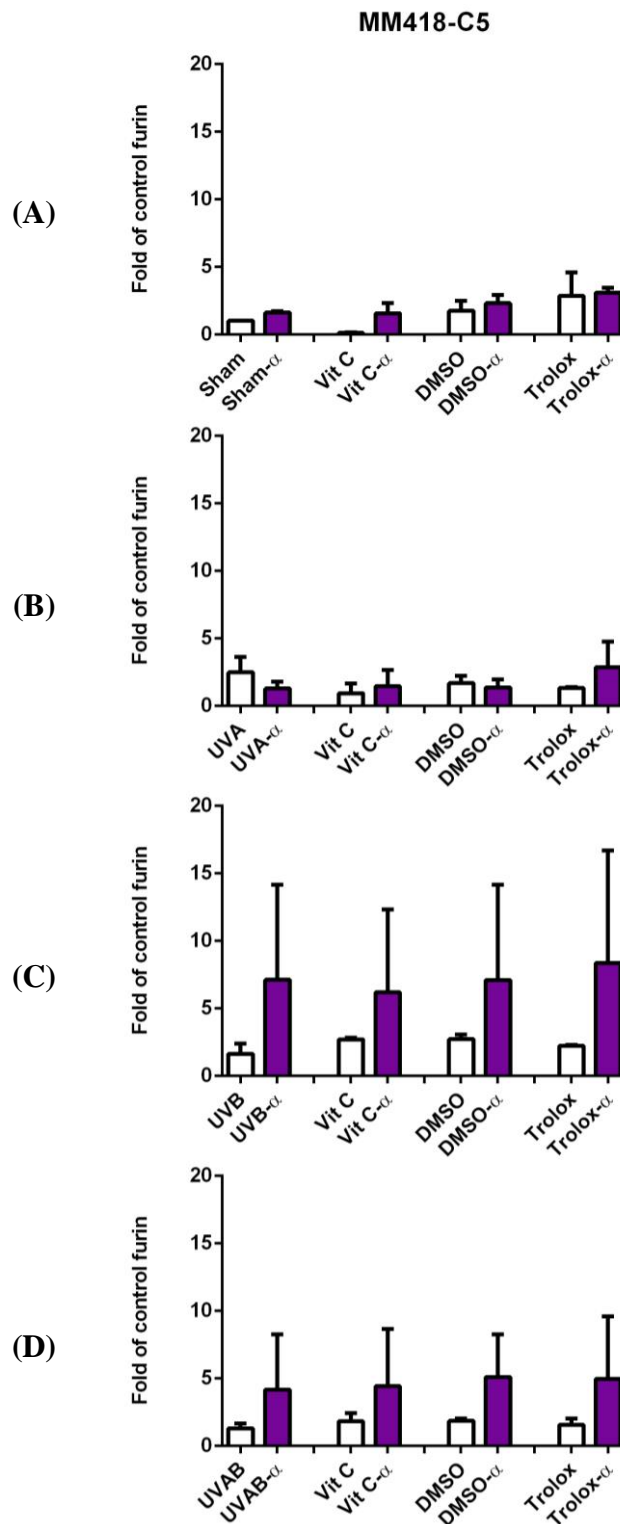 MM418-C5
(A)
Fold of control furin
20
15
10
5
0
Sham
Sham-α
Vit C
Vit C-α
DMSO
DMSO-α
Trolox
Trolox-α
(B)
Fold of control furin
20
15
10
5
0
UVA
UVA-α
Vit C
Vit C-α
DMSO
DMSO-α
Trolox
Trolox-α
(C)
Fold of control furin
20
15
10
5
0
UVB
UVB-α
Vit C
Vit C-α
DMSO
DMSO-α
Trolox
Trolox-α
(D)
Fold of control furin
20
15
10
5
0
UVAB
UVAB-α
Vit C
Vit C-α
DMSO
DMSO-α
Trolox
Trolox-α